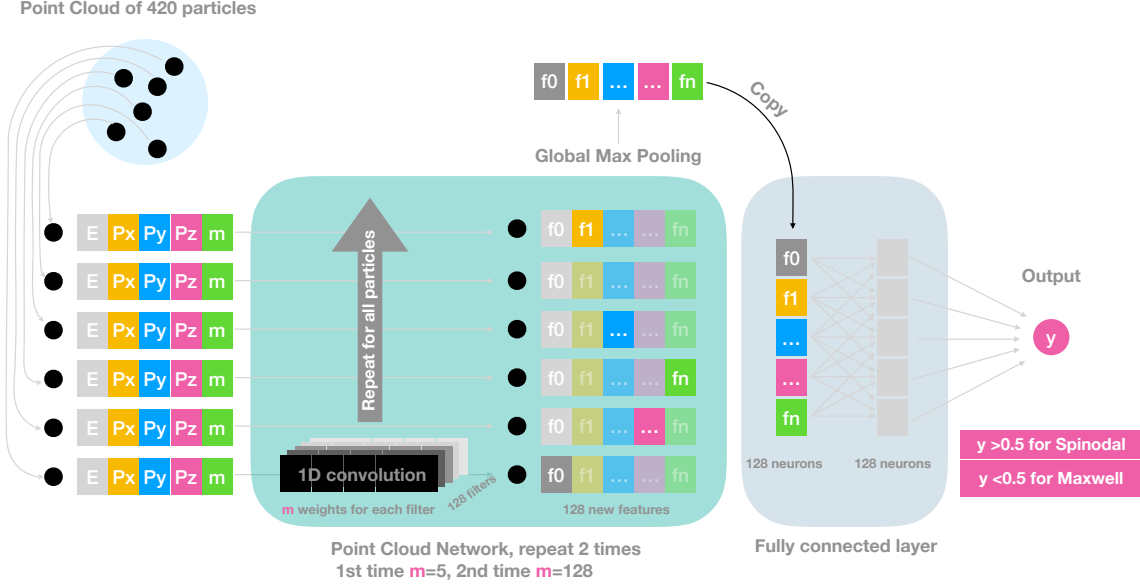 Point Cloud of 420 particles
f0 f1 ... ... fn
Copy
Global Max Pooling
E Px Py Pz m
f0 f1 ... ... fn
E Px Py Pz m
f0 f1 ... ... fn
E Px Py Pz m
f0 f1 ... ... fn
E Px Py Pz m
f0 f1 ... ... fn
E Px Py Pz m
f0 f1 ... ... fn
E Px Py Pz m
f0 f1 ... ... fn
Repeat for all particles
1D convolution
128 filters
m weights for each filter
128 new features
Point Cloud Network, repeat 2 times
1st time m=5, 2nd time m=128
f0
f1
...
...
fn
128 neurons
128 neurons
Fully connected layer
Output
y
y >0.5 for Spinodal
y <0.5 for Maxwell